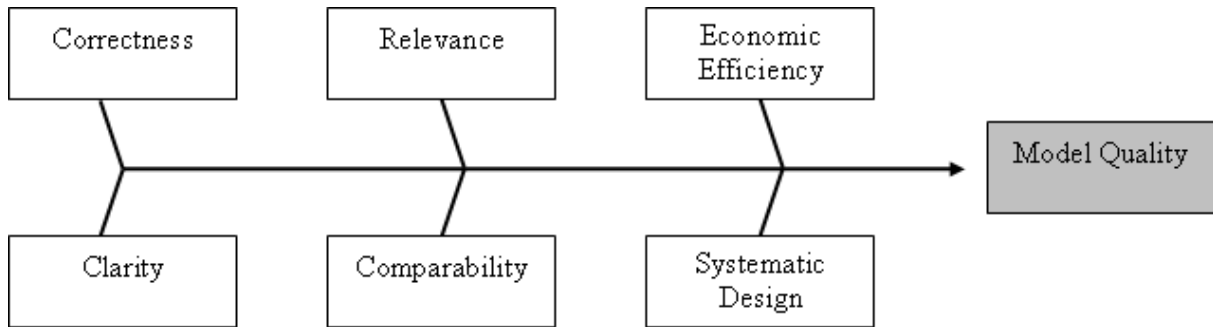 Correctness
Relevance
Economic
Efficiency
Model Quality
Clarity
Comparability
Systematic
Design